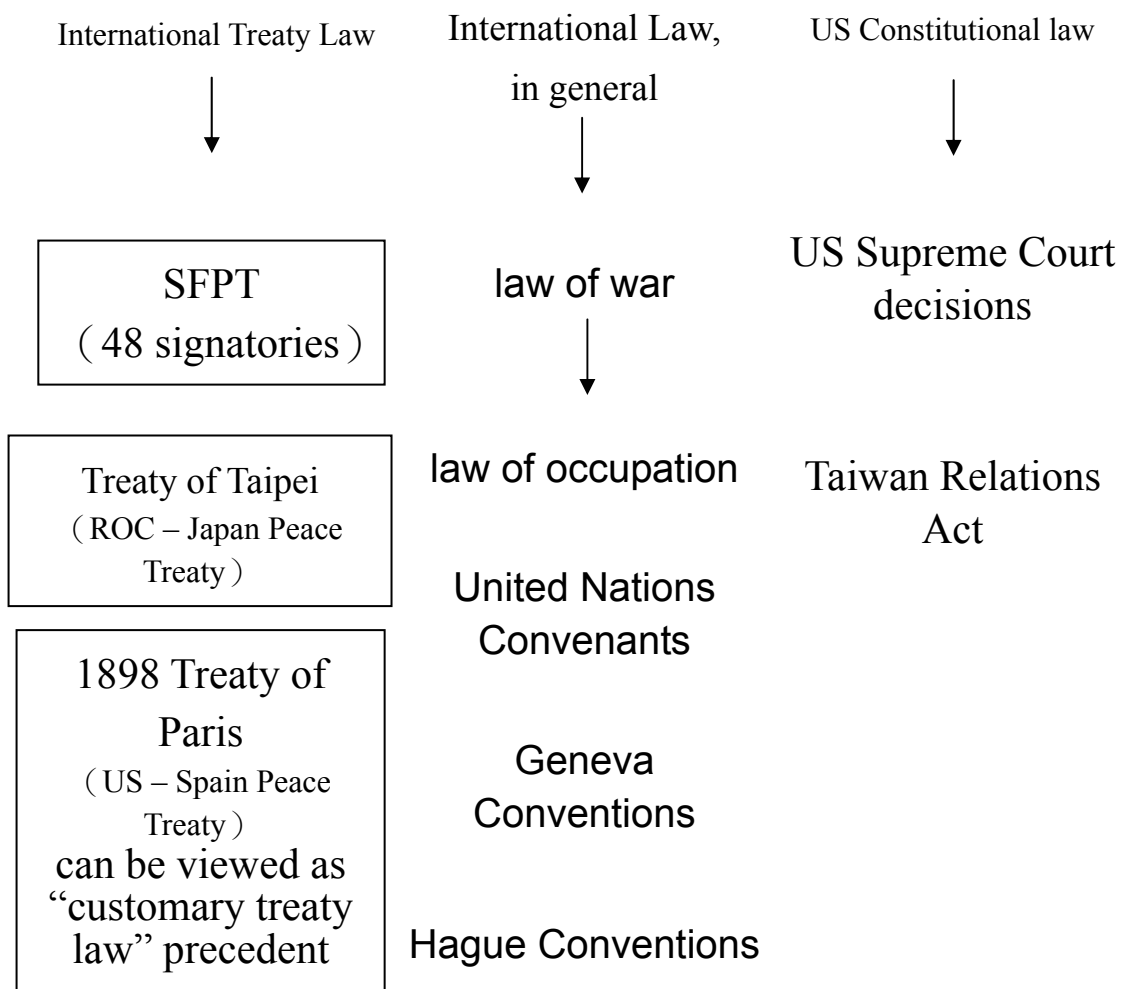 International Treaty Law
SFPT
（48 signatories）
Treaty of Taipei
（ROC – Japan Peace
Treaty）
1898 Treaty of
Paris
（US – Spain Peace
Treaty）
can be viewed as
“customary treaty
law” precedent
International Law,
in general
law of war
law of occupation
United Nations
Convenants
Geneva
Conventions
Hague Conventions
US Constitutional law
US Supreme Court
decisions
Taiwan Relations
Act